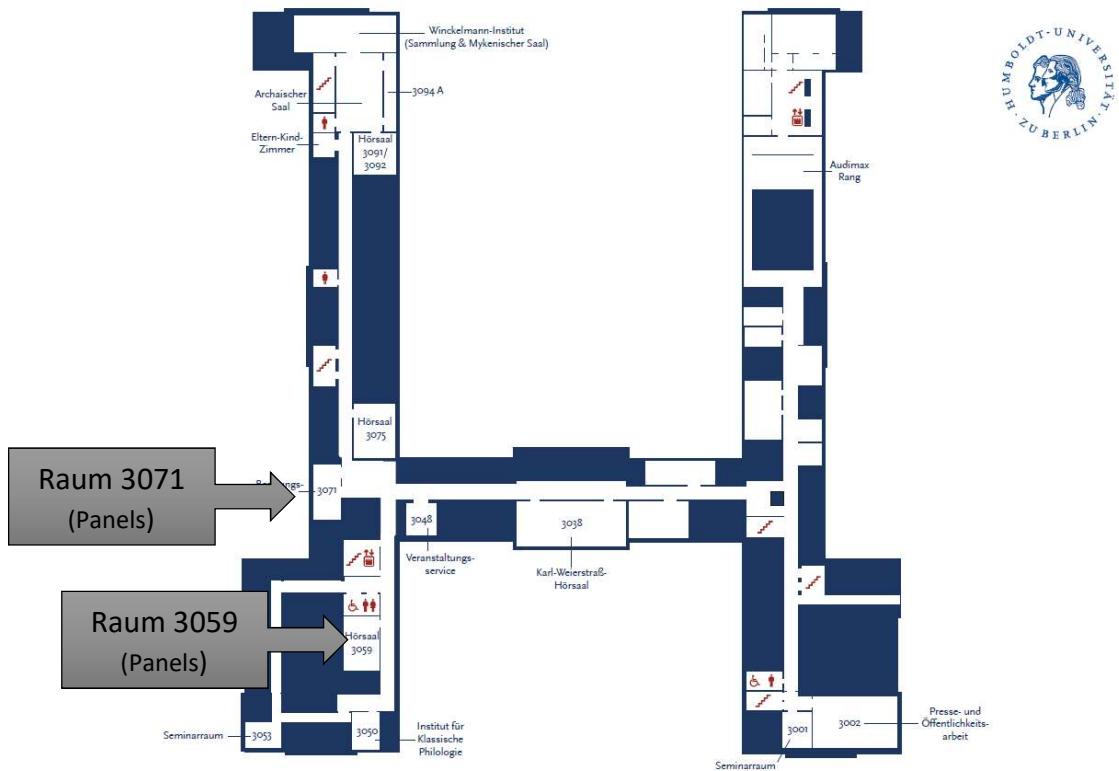 Winckelmann-Institut
(Sammlung & Mykenischer Saal)
HUMBOLDT-UNIVERSITÄT
ZU BERLIN
Archaischer
Saal
3094 A
Eltern-Kind-
Zimmer
Hörsaal
3091/
3092
Audimax
Rang
Hörsaal
3075
Raum 3071
(Panels)
3071
3048
Veranstaltungs-
service
3038
Karl-Weierstraß-
Hörsaal
Raum 3059
(Panels)
Hörsaal
3059
Seminarraum
3053
3050
Institut für
Klassische
Philologie
3001
Seminarraum
3002
Presse- und
Öffentlichkeits-
arbeit